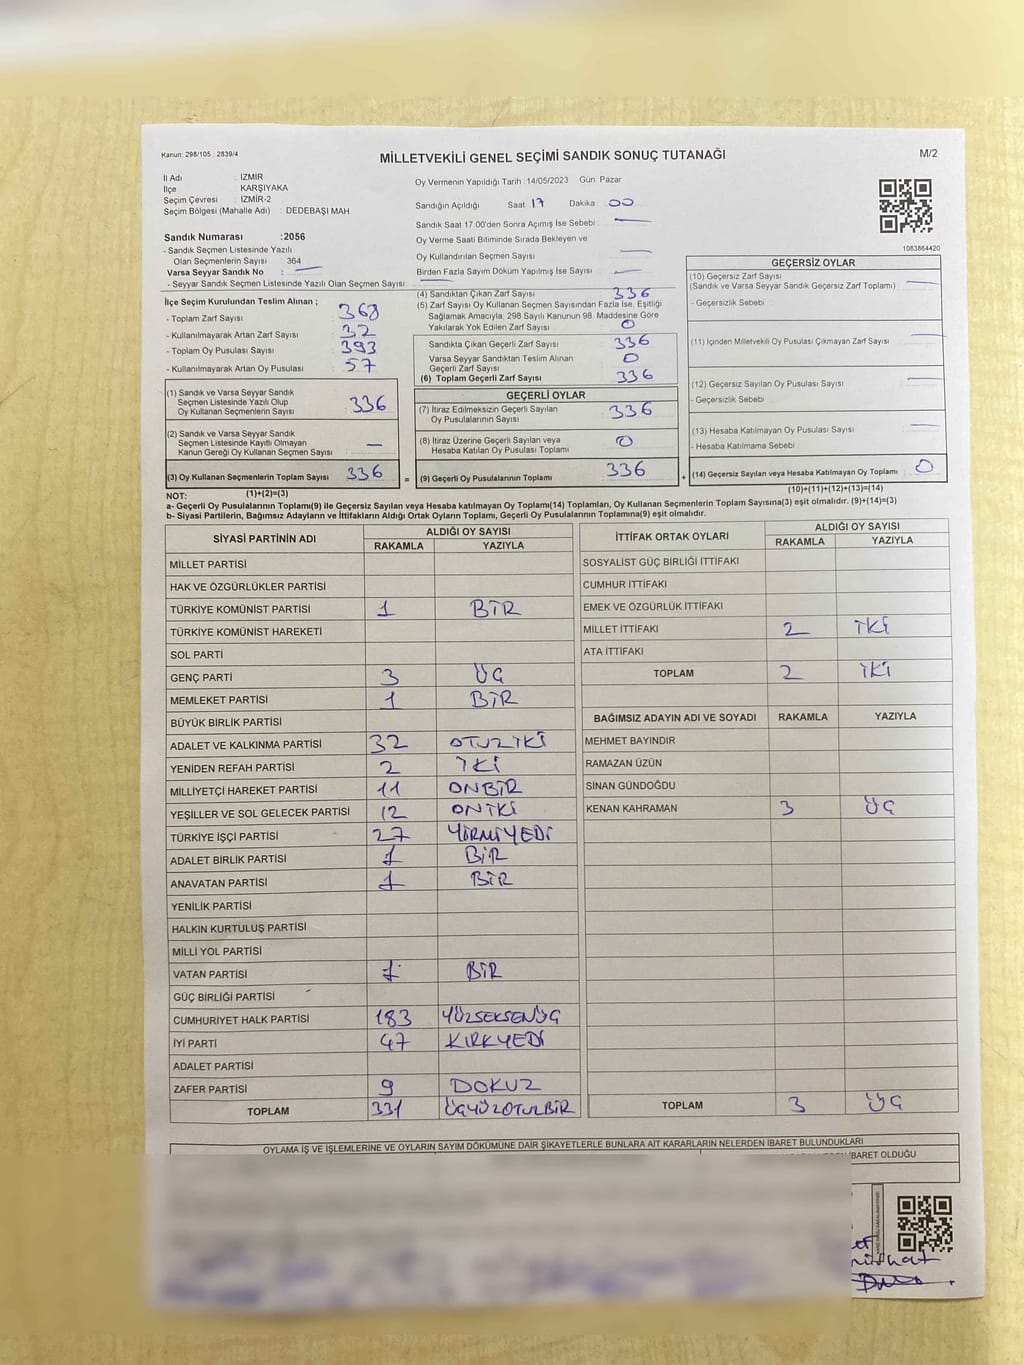 Kanun: 298/105 , 2839/4
MİLLETVEKİLİ GENEL SEÇİMİ SANDIK SONUÇ TUTANAĞI
M/2
İl Adı : İZMİR
İlçe : KARŞIYAKA
Seçim Çevresi : İZMİR-2
Seçim Bölgesi (Mahalle Adı) : DEDEBAŞI MAH
Oy Vermenin Yapıldığı Tarih :14/05/2023 Gün: Pazar
Sandığın Açıldığı Saat 17 Dakika : 00
Sandık Saat 17 00'den Sonra Açımış İse Sebebi : —
Oy Verme Saati Bitiminde Sırada Bekleyen ve
Oy Kullandırılan Seçmen Sayısı : —
Birden Fazla Sayım Döküm Yapılmış İse Sayısı : —
1083864420
Sandık Numarası :2056
- Sandık Seçmen Listesinde Yazılı
Olan Seçmenlerin Sayısı : 364
Varsa Seyyar Sandık No : —
- Seyyar Sandık Seçmen Listesinde Yazılı Olan Seçmen Sayısı : —
İlçe Seçim Kurulundan Teslim Alınan ;
- Toplam Zarf Sayısı : 368
- Kullanılmayarak Artan Zarf Sayısı : 32
- Toplam Oy Pusulası Sayısı : 393
- Kullanılmayarak Artan Oy Pusulası : 57
(1) Sandık ve Varsa Seyyar Sandık
Seçmen Listesinde Yazılı Olup
Oy Kullanan Seçmenlerin Sayısı : 336
(2) Sandık ve Varsa Seyyar Sandık
Seçmen Listesinde Kayıtlı Olmayan
Kanun Gereği Oy Kullanan Seçmen Sayısı : —
(3) Oy Kullanan Seçmenlerin Toplam Sayısı : 336
(1)+(2)=(3)
(4) Sandıktan Çıkan Zarf Sayısı : 336
(5) Zarf Sayısı Oy Kullanan Seçmen Sayısından Fazla İse, Eşitliği
Sağlamak Amacıyla; 298 Sayılı Kanunun 98. Maddesine Göre
Yakılarak Yok Edilen Zarf Sayısı : 0
Sandıkta Çıkan Geçerli Zarf Sayısı : 336
Varsa Seyyar Sandıktan Teslim Alınan
Geçerli Zarf Sayısı : 0
(6) Toplam Geçerli Zarf Sayısı : 336
GEÇERLİ OYLAR
(7) İtiraz Edilmeksizin Geçerli Sayılan
Oy Pusulalarının Sayısı : 336
(8) İtiraz Üzerine Geçerli Sayılan veya
Hesaba Katılan Oy Pusulası Toplamı : 0
= (9) Geçerli Oy Pusulalarının Toplamı : 336 +
GEÇERSİZ OYLAR
(10) Geçersiz Zarf Sayısı
(Sandık ve Varsa Seyyar Sandık Geçersiz Zarf Toplamı) : —
- Geçersizlik Sebebi :
(11) İçinden Milletvekili Oy Pusulası Çıkmayan Zarf Sayısı : —
(12) Geçersiz Sayılan Oy Pusulası Sayısı : —
- Geçersizlik Sebebi :
(13) Hesaba Katılmayan Oy Pusulası Sayısı : —
- Hesaba Katılmama Sebebi :
(14) Geçersiz Sayılan veya Hesaba Katılmayan Oy Toplamı : 0
(10)+(11)+(12)+(13)=(14)
NOT:
a- Geçerli Oy Pusulalarının Toplamı(9) ile Geçersiz Sayılan veya Hesaba katılmayan Oy Toplamı(14) Toplamları, Oy Kullanan Seçmenlerin Toplam Sayısına(3) eşit olmalıdır. (9)+(14)=(3)
b- Siyasi Partilerin, Bağımsız Adayların ve İttifakların Aldığı Ortak Oyların Toplamı, Geçerli Oy Pusulalarının Toplamına(9) eşit olmalıdır.
SİYASİ PARTİNİN ADI ALDIĞI OY SAYISI
RAKAMLA YAZIYLA
MİLLET PARTİSİ
HAK VE ÖZGÜRLÜKLER PARTİSİ
TÜRKİYE KOMÜNİST PARTİSİ 1 BİR
TÜRKİYE KOMÜNİST HAREKETİ
SOL PARTİ
GENÇ PARTİ 3 ÜÇ
MEMLEKET PARTİSİ 1 BİR
BÜYÜK BİRLİK PARTİSİ
ADALET VE KALKINMA PARTİSİ 32 OTUZİKİ
YENİDEN REFAH PARTİSİ 2 İKİ
MİLLİYETÇİ HAREKET PARTİSİ 11 ONBİR
YEŞİLLER VE SOL GELECEK PARTİSİ 12 ONİKİ
TÜRKİYE İŞÇİ PARTİSİ 27 YİRMİYEDİ
ADALET BİRLİK PARTİSİ 1 BİR
ANAVATAN PARTİSİ 1 BİR
YENİLİK PARTİSİ
HALKIN KURTULUŞ PARTİSİ
MİLLİ YOL PARTİSİ
VATAN PARTİSİ 1 BİR
GÜÇ BİRLİĞİ PARTİSİ
CUMHURİYET HALK PARTİSİ 183 YÜZSEKSENÜÇ
İYİ PARTİ 47 KIRKYEDİ
ADALET PARTİSİ
ZAFER PARTİSİ 9 DOKUZ
TOPLAM 331 ÜÇYÜZOTUZBİR
İTTİFAK ORTAK OYLARI ALDIĞI OY SAYISI
RAKAMLA YAZIYLA
SOSYALİST GÜÇ BİRLİĞİ İTTİFAKI
CUMHUR İTTİFAKI
EMEK VE ÖZGÜRLÜK İTTİFAKI
MİLLET İTTİFAKI 2 İKİ
ATA İTTİFAKI
TOPLAM 2 İKİ
BAĞIMSIZ ADAYIN ADI VE SOYADI RAKAMLA YAZIYLA
MEHMET BAYINDIR
RAMAZAN ÜZÜN
SİNAN GÜNDOĞDU
KENAN KAHRAMAN 3 ÜÇ
TOPLAM 3 ÜÇ
OYLAMA İŞ VE İŞLEMLERİNE VE OYLARIN SAYIM DÖKÜMÜNE DAİR ŞİKAYETLERLE BUNLARA AİT KARARLARIN NELERDEN İBARET BULUNDUKLARI
İBARET OLDUĞU